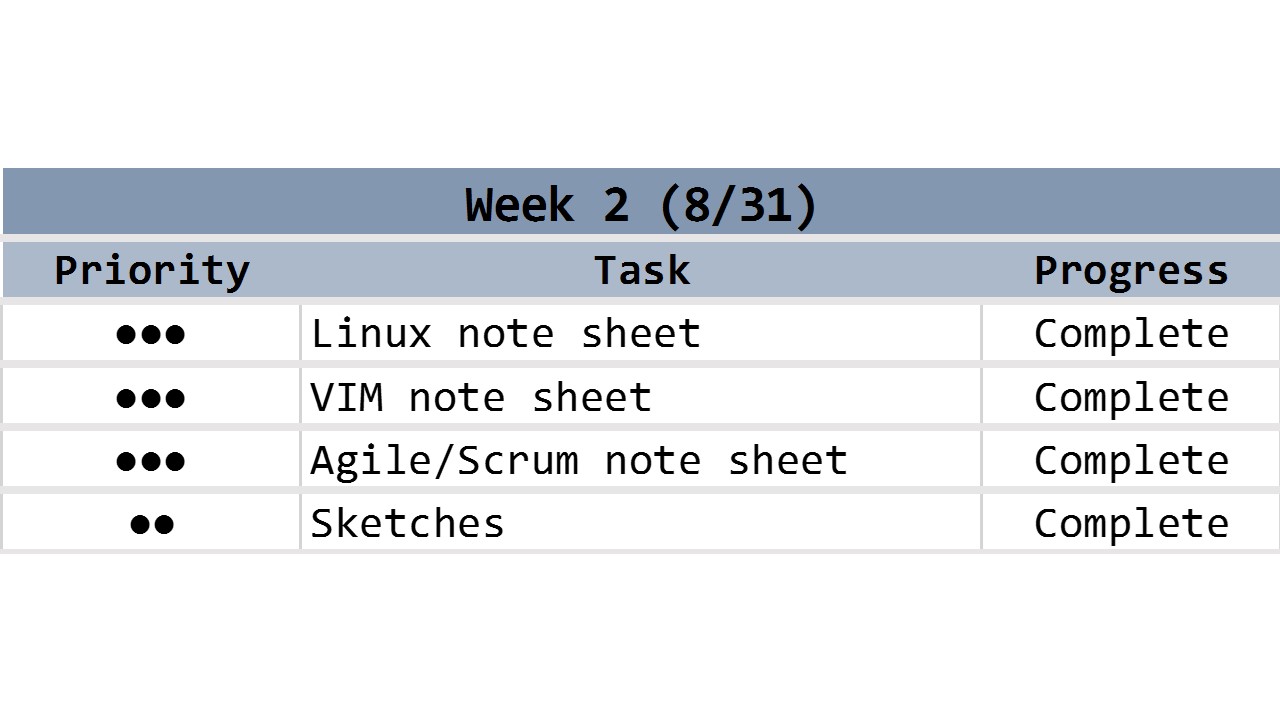 Week 2 (8/31)
Priority Task Progress
●●● Linux note sheet Complete
●●● VIM note sheet Complete
●●● Agile/Scrum note sheet Complete
●● Sketches Complete